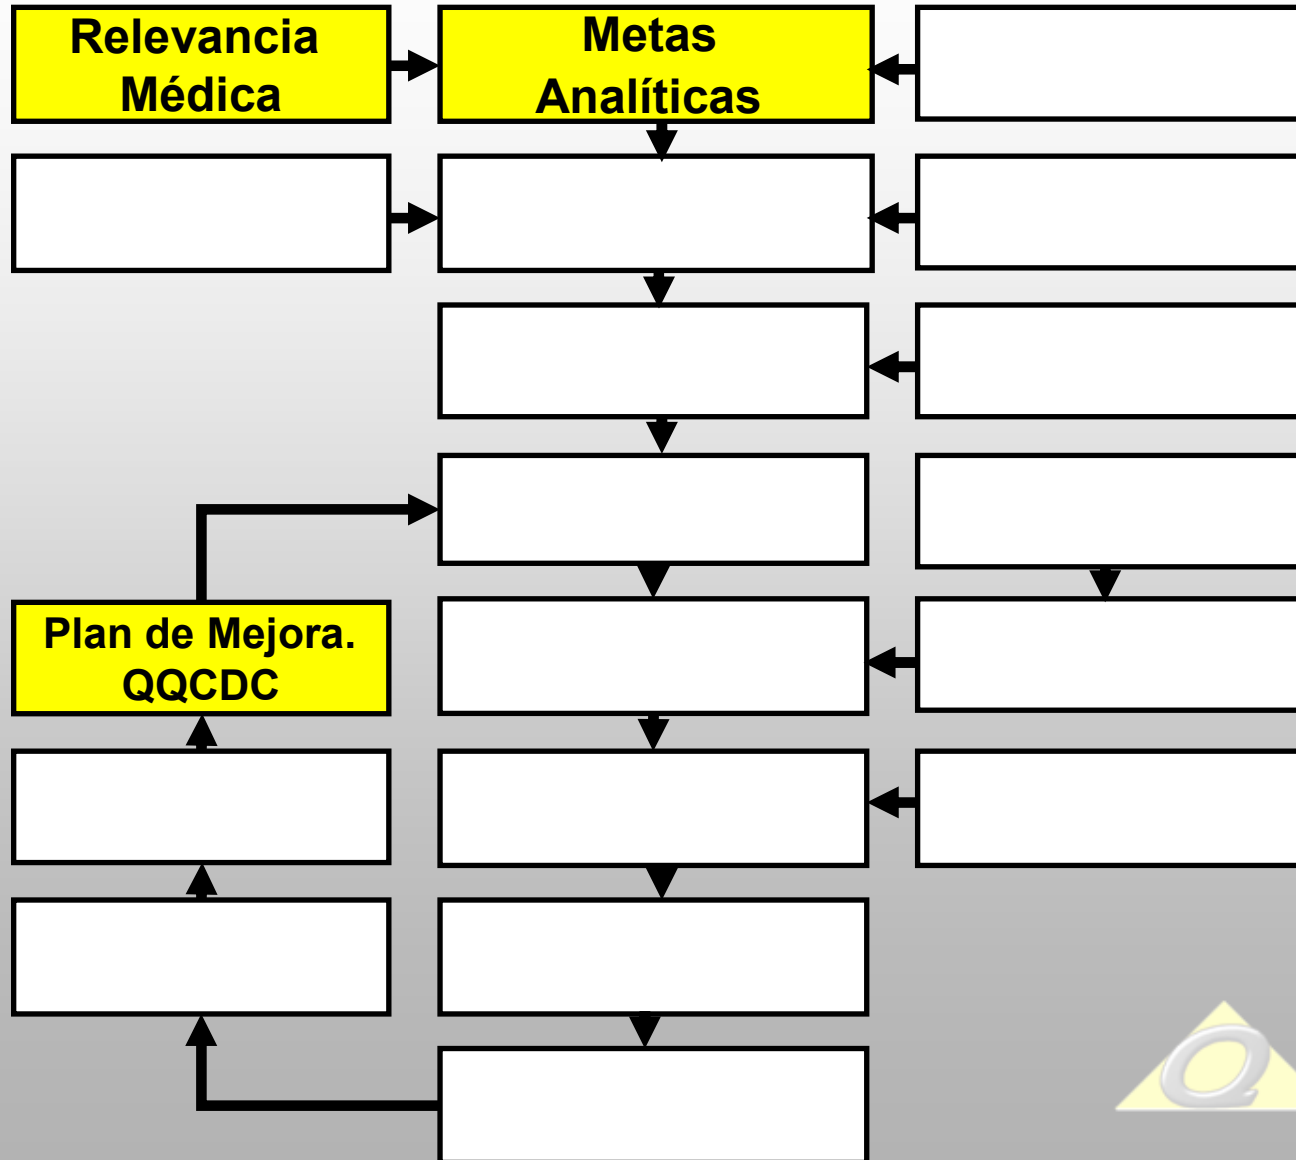 Relevancia
Médica
Metas
Analíticas
Plan de Mejora.
QQCDC
Q